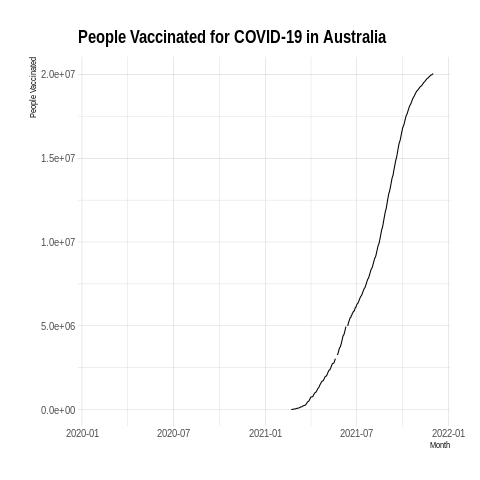 People Vaccinated for COVID-19 in Australia
People Vaccinated
2.0e+07
1.5e+07
1.0e+07
5.0e+06
0.0e+00
2020-01 2020-07 2021-01 2021-07 2022-01
Month